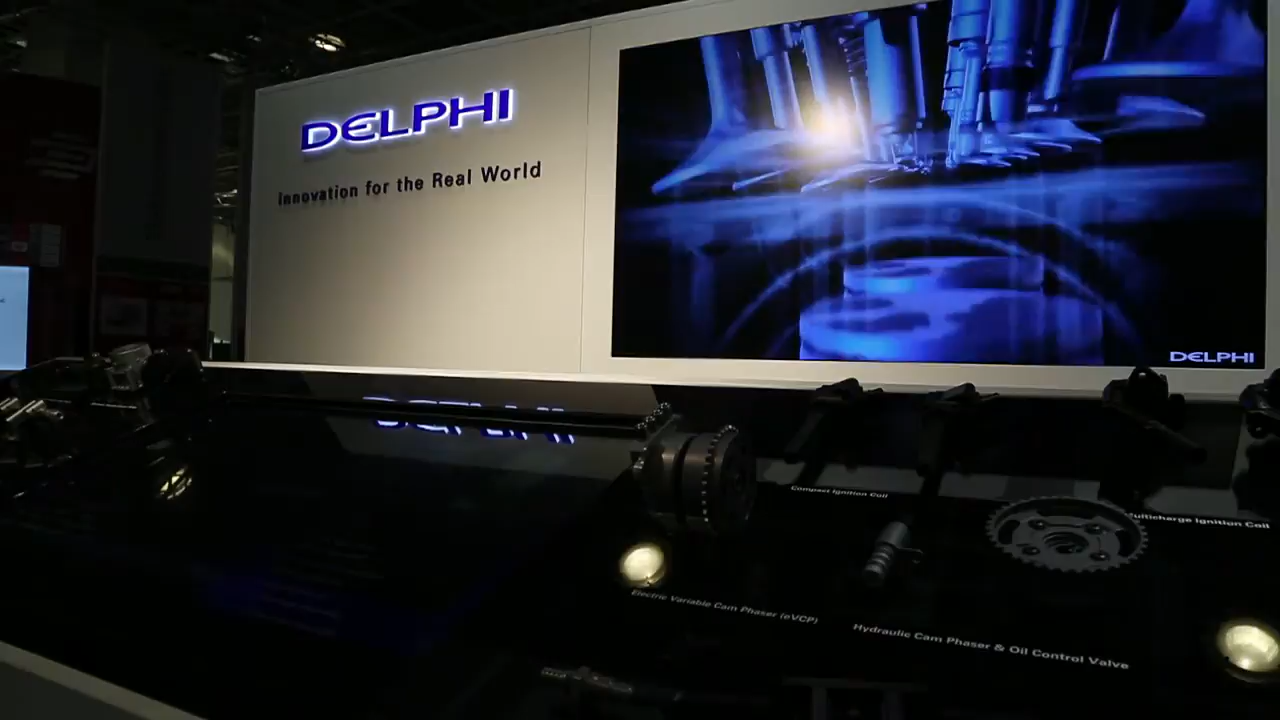 DELPHI
Innovation for the Real World
DELPHI
DELPHI
Compact Ignition Coil
Multicharge Ignition Coil
Electric Variable Cam Phaser (eVCP)
Hydraulic Cam Phaser & Oil Control Valve